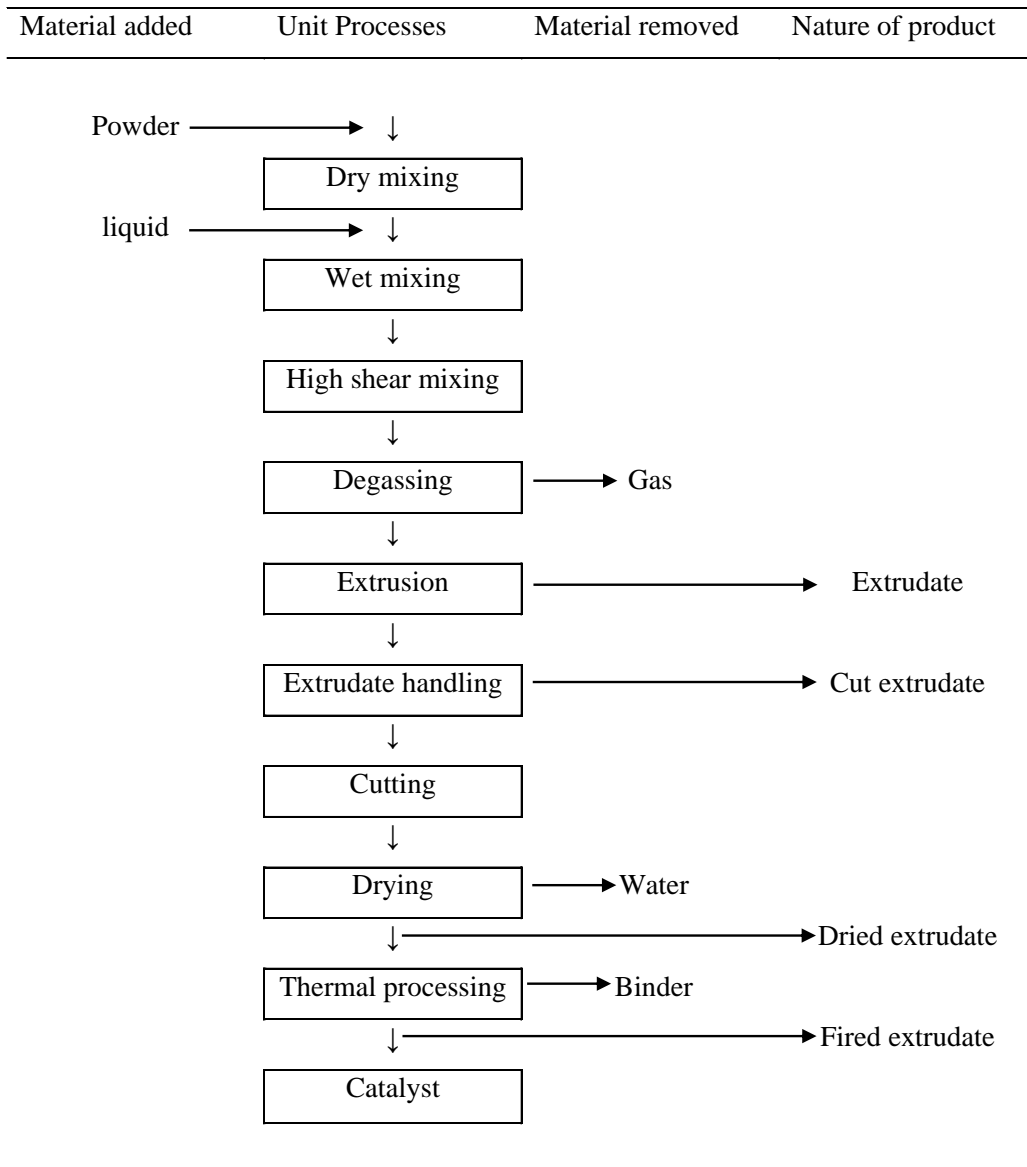 Material added Unit Processes Material removed Nature of product
Powder ↓
Dry mixing
liquid ↓
Wet mixing
↓
High shear mixing
↓
Degassing Gas
↓
Extrusion Extrudate
↓
Extrudate handling Cut extrudate
↓
Cutting
↓
Drying Water
↓ Dried extrudate
Thermal processing Binder
↓ Fired extrudate
Catalyst